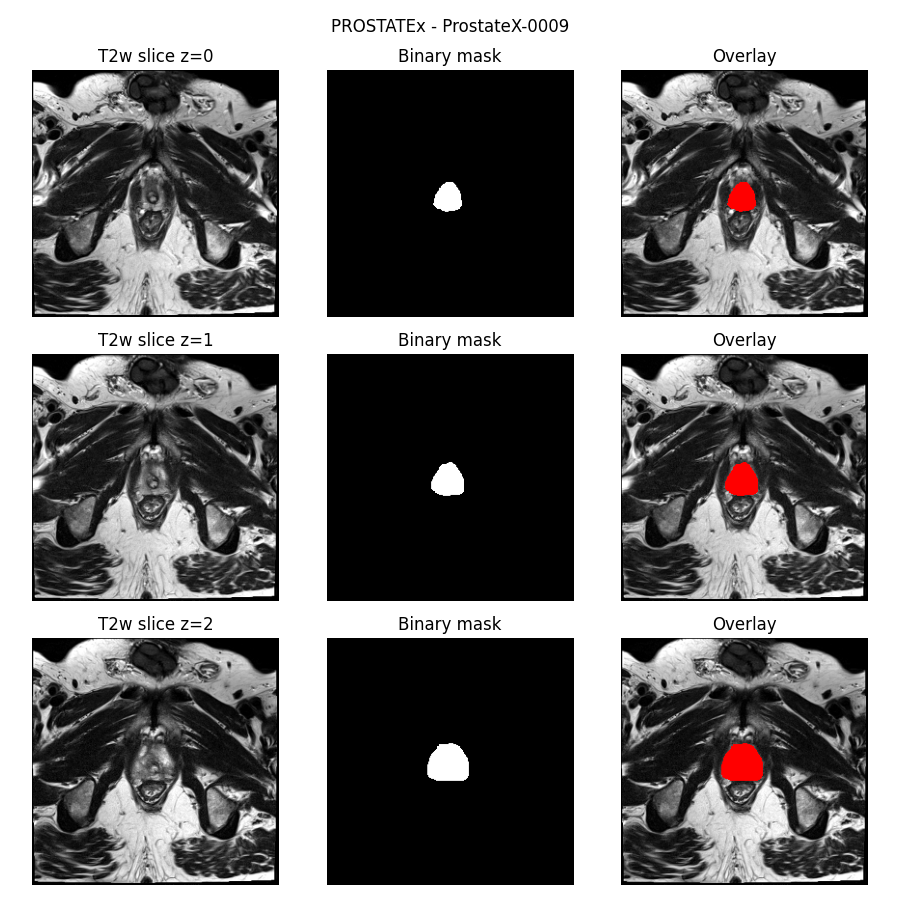 PROSTATEx - ProstateX-0009
T2w slice z=0
Binary mask
Overlay
T2w slice z=1
Binary mask
Overlay
T2w slice z=2
Binary mask
Overlay